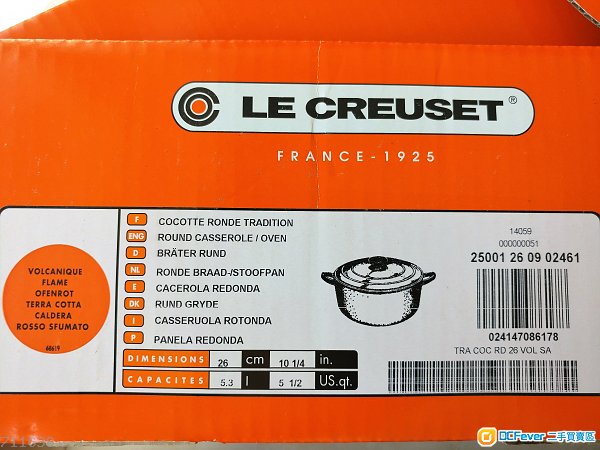 LE CREUSET®
FRANCE - 1925
VOLCANIQUE
FLAME
OFENROT
TERRA COTTA
CALDERA
ROSSO SFUMATO
68619
F COCOTTE RONDE TRADITION
ENG ROUND CASSEROLE / OVEN
D BRÄTER RUND
NL RONDE BRAAD-/STOOFPAN
E CACEROLA REDONDA
DK RUND GRYDE
I CASSERUOLA ROTONDA
P PANELA REDONDA
DIMENSIONS 26 cm 10 1/4 in.
CAPACITES 5.3 l 5 1/2 US.qt.
14059
000000051
25001 26 09 02461
024147086178
TRA COC RD 26 VOL SA
DCFever 二手買賣區